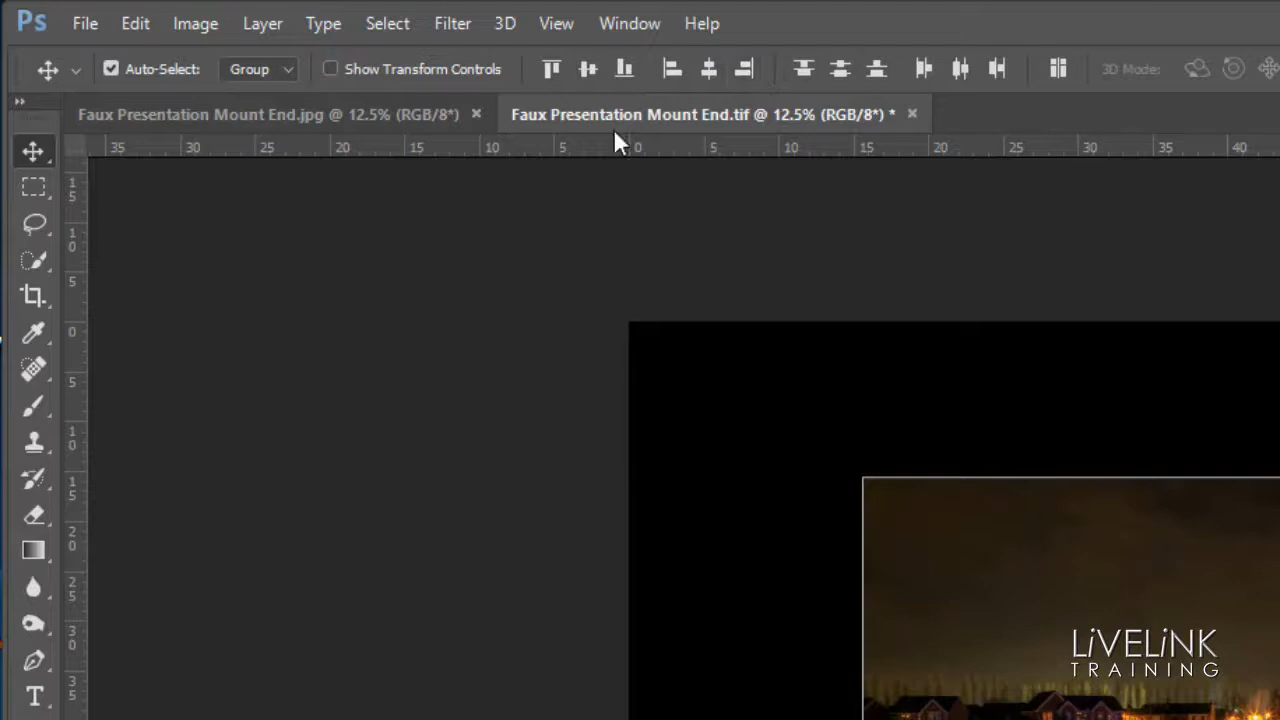 Ps File Edit Image Layer Type Select Filter 3D View Window Help
Auto-Select: Group Show Transform Controls 3D Mode:
Faux Presentation Mount End.jpg @ 12.5% (RGB/8*) × Faux Presentation Mount End.tif @ 12.5% (RGB/8*) * ×
35 30 25 20 15 10 5 0 5 10 15 20 25 30 35 40
15
10
5
0
5
10
15
20
25
30
35
T
LiVELiNK
TRAINING